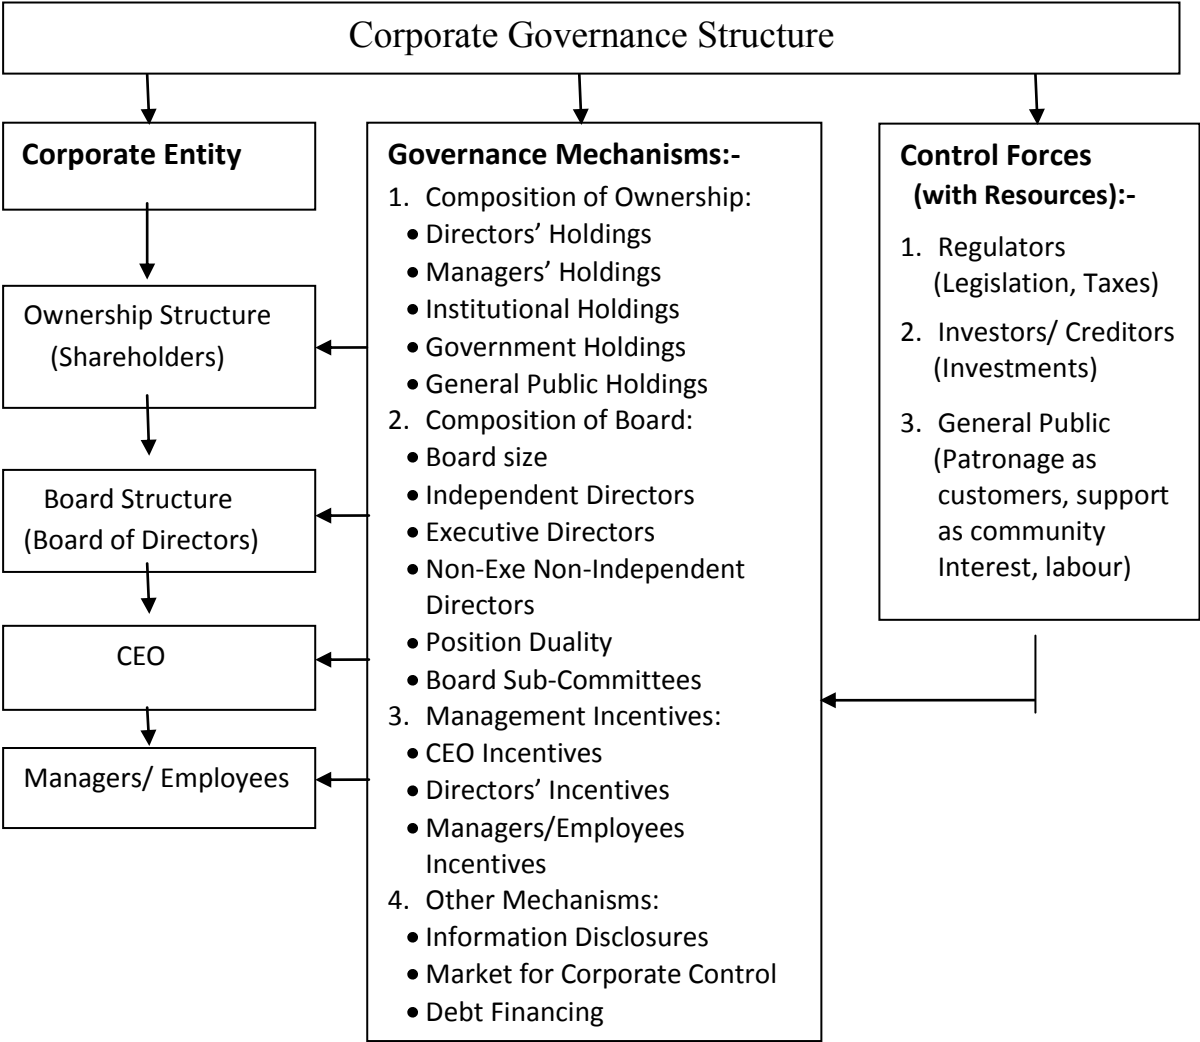 Corporate Governance Structure
Corporate Entity
Ownership Structure
(Shareholders)
Board Structure
(Board of Directors)
CEO
Managers/ Employees
Governance Mechanisms:-
1. Composition of Ownership:
• Directors’ Holdings
• Managers’ Holdings
• Institutional Holdings
• Government Holdings
• General Public Holdings
2. Composition of Board:
• Board size
• Independent Directors
• Executive Directors
• Non-Exe Non-Independent
Directors
• Position Duality
• Board Sub-Committees
3. Management Incentives:
• CEO Incentives
• Directors’ Incentives
• Managers/Employees
Incentives
4. Other Mechanisms:
• Information Disclosures
• Market for Corporate Control
• Debt Financing
Control Forces
(with Resources):-
1. Regulators
(Legislation, Taxes)
2. Investors/ Creditors
(Investments)
3. General Public
(Patronage as
customers, support
as community
Interest, labour)